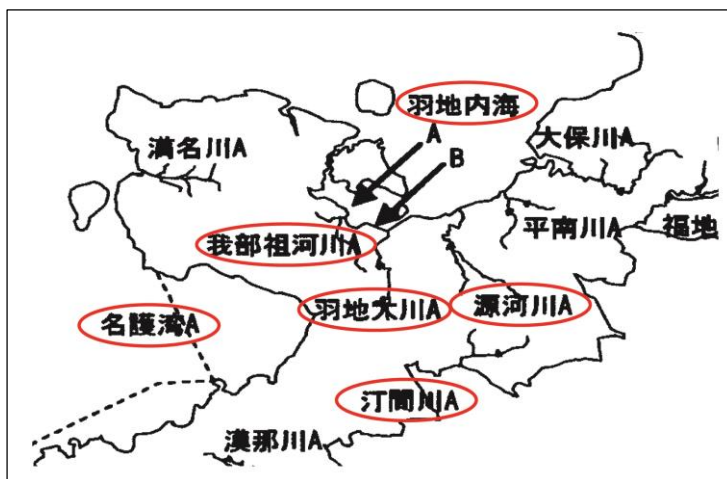 羽地内海
A
B
大保川A
満名川A
平南川A
福地
我部祖河川A
羽地大川A
源河川A
名護湾A
汀間川A
漢那川A